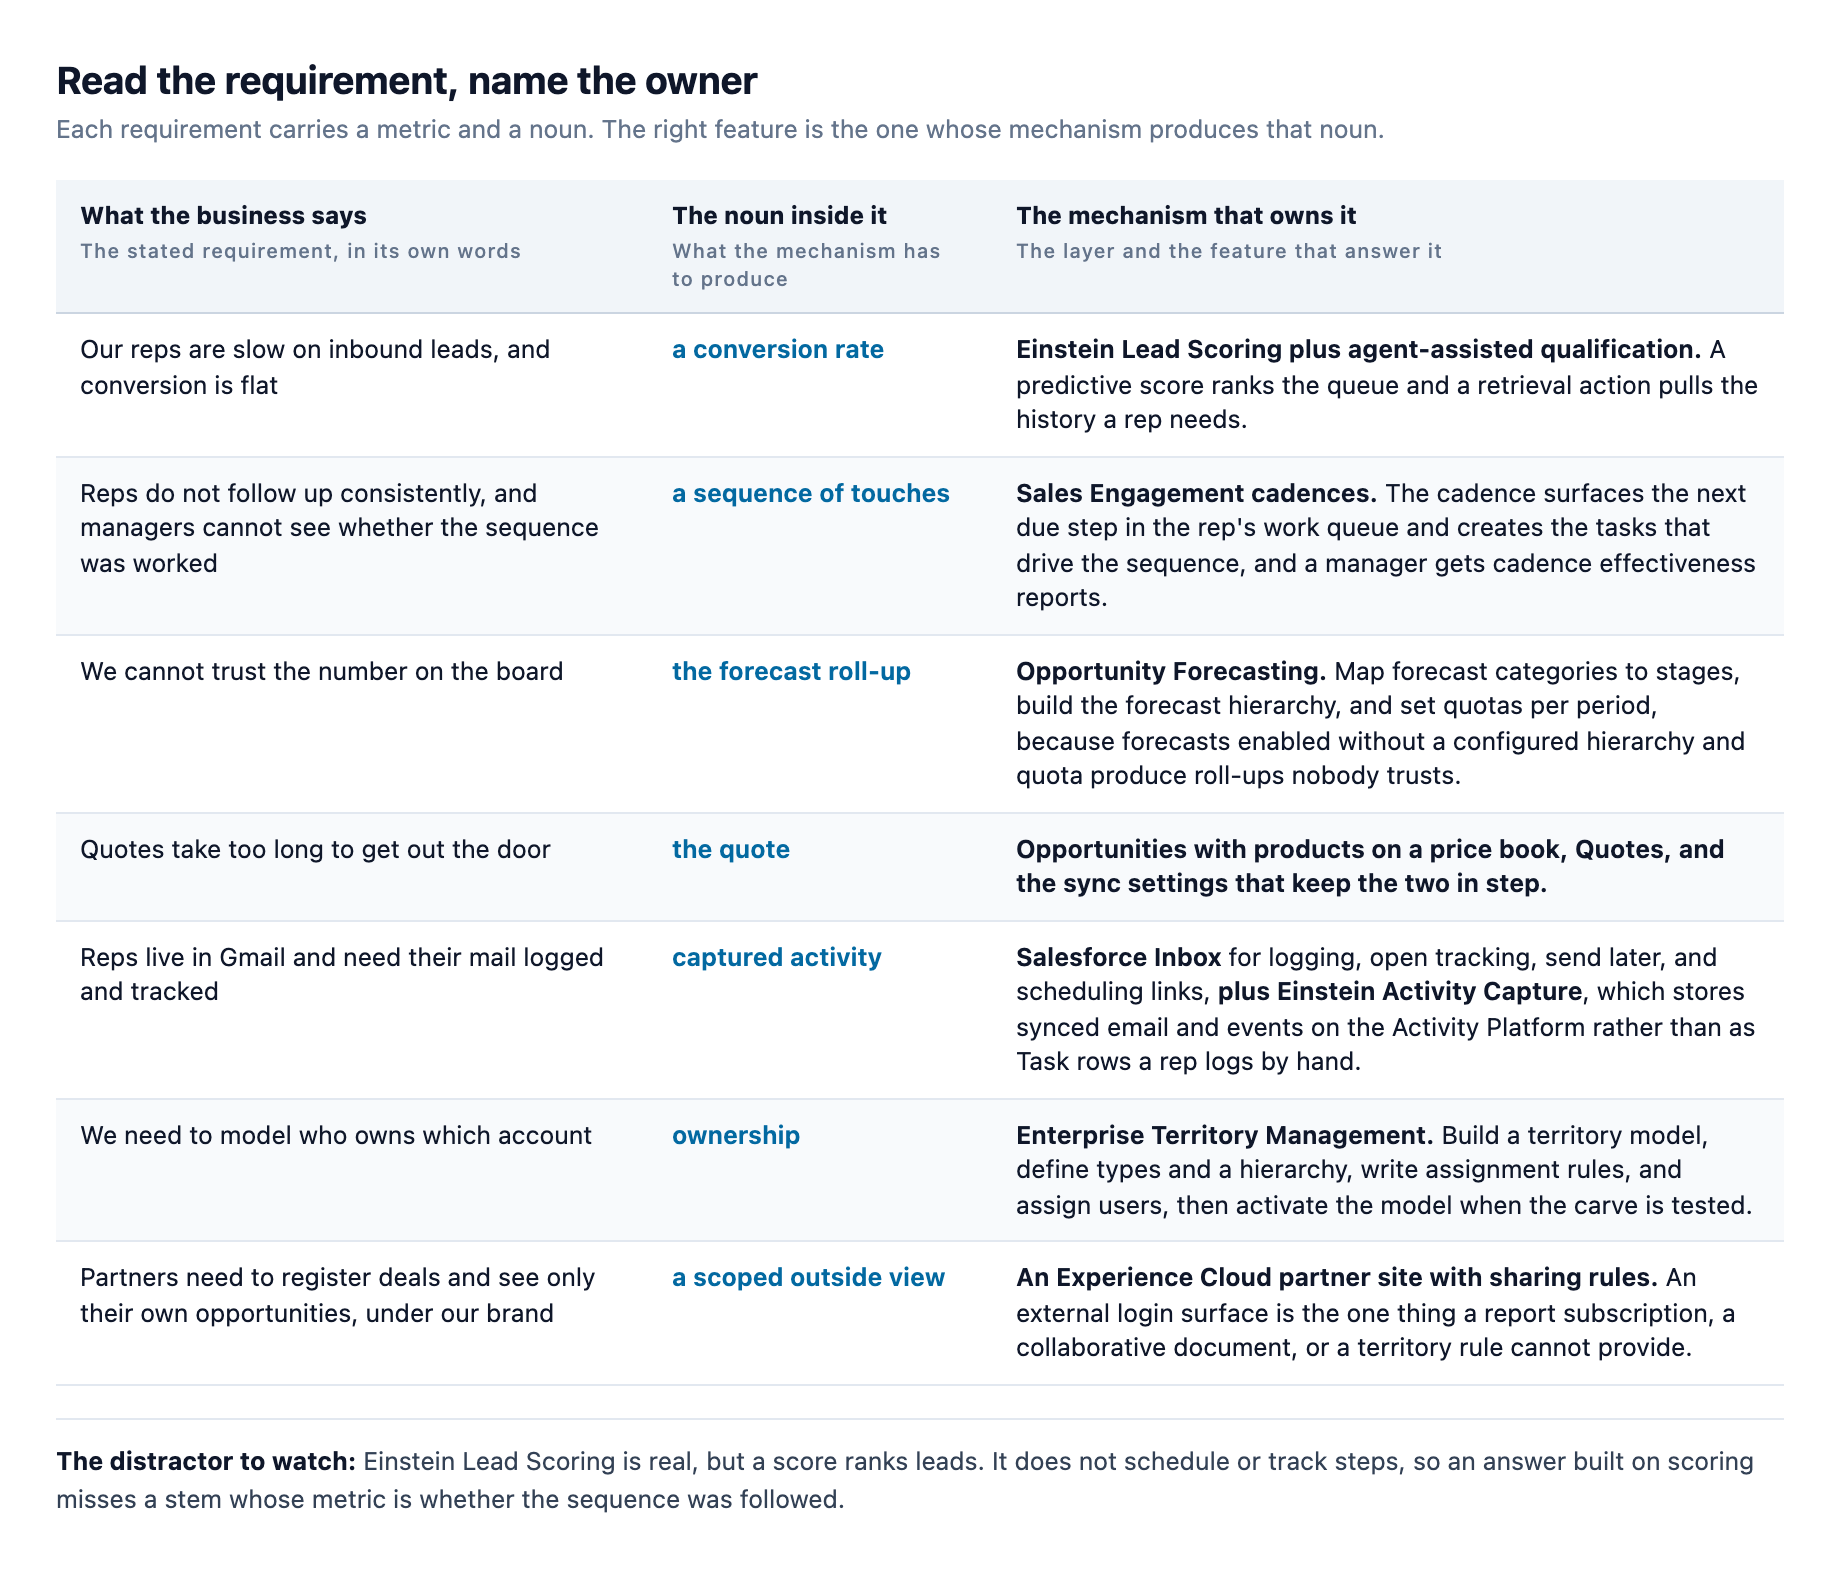 Read the requirement, name the owner
Each requirement carries a metric and a noun. The right feature is the one whose mechanism produces that noun.
What the business says
The stated requirement, in its own words
The noun inside it
What the mechanism has
to produce
The mechanism that owns it
The layer and the feature that answer it
Our reps are slow on inbound leads, and
conversion is flat
a conversion rate
Einstein Lead Scoring plus agent-assisted qualification. A
predictive score ranks the queue and a retrieval action pulls the
history a rep needs.
Reps do not follow up consistently, and
managers cannot see whether the sequence
was worked
a sequence of touches
Sales Engagement cadences. The cadence surfaces the next
due step in the rep's work queue and creates the tasks that
drive the sequence, and a manager gets cadence effectiveness
reports.
We cannot trust the number on the board
the forecast roll-up
Opportunity Forecasting. Map forecast categories to stages,
build the forecast hierarchy, and set quotas per period,
because forecasts enabled without a configured hierarchy and
quota produce roll-ups nobody trusts.
Quotes take too long to get out the door
the quote
Opportunities with products on a price book, Quotes, and
the sync settings that keep the two in step.
Reps live in Gmail and need their mail logged
and tracked
captured activity
Salesforce Inbox for logging, open tracking, send later, and
scheduling links, plus Einstein Activity Capture, which stores
synced email and events on the Activity Platform rather than as
Task rows a rep logs by hand.
We need to model who owns which account
ownership
Enterprise Territory Management. Build a territory model,
define types and a hierarchy, write assignment rules, and
assign users, then activate the model when the carve is tested.
Partners need to register deals and see only
their own opportunities, under our brand
a scoped outside view
An Experience Cloud partner site with sharing rules. An
external login surface is the one thing a report subscription, a
collaborative document, or a territory rule cannot provide.
The distractor to watch: Einstein Lead Scoring is real, but a score ranks leads. It does not schedule or track steps, so an answer built on scoring
misses a stem whose metric is whether the sequence was followed.